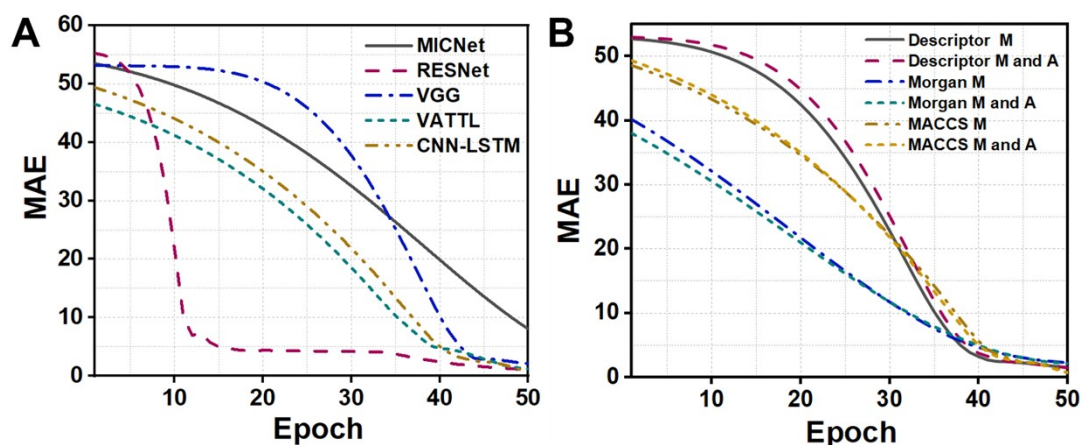 A
60
50
40
30
20
10
0
MAE
10 20 30 40 50
Epoch
MICNet
RESNet
VGG
VATTL
CNN-LSTM
B
50
40
30
20
10
0
MAE
10 20 30 40 50
Epoch
Descriptor M
Descriptor M and A
Morgan M
Morgan M and A
MACCS M
MACCS M and A